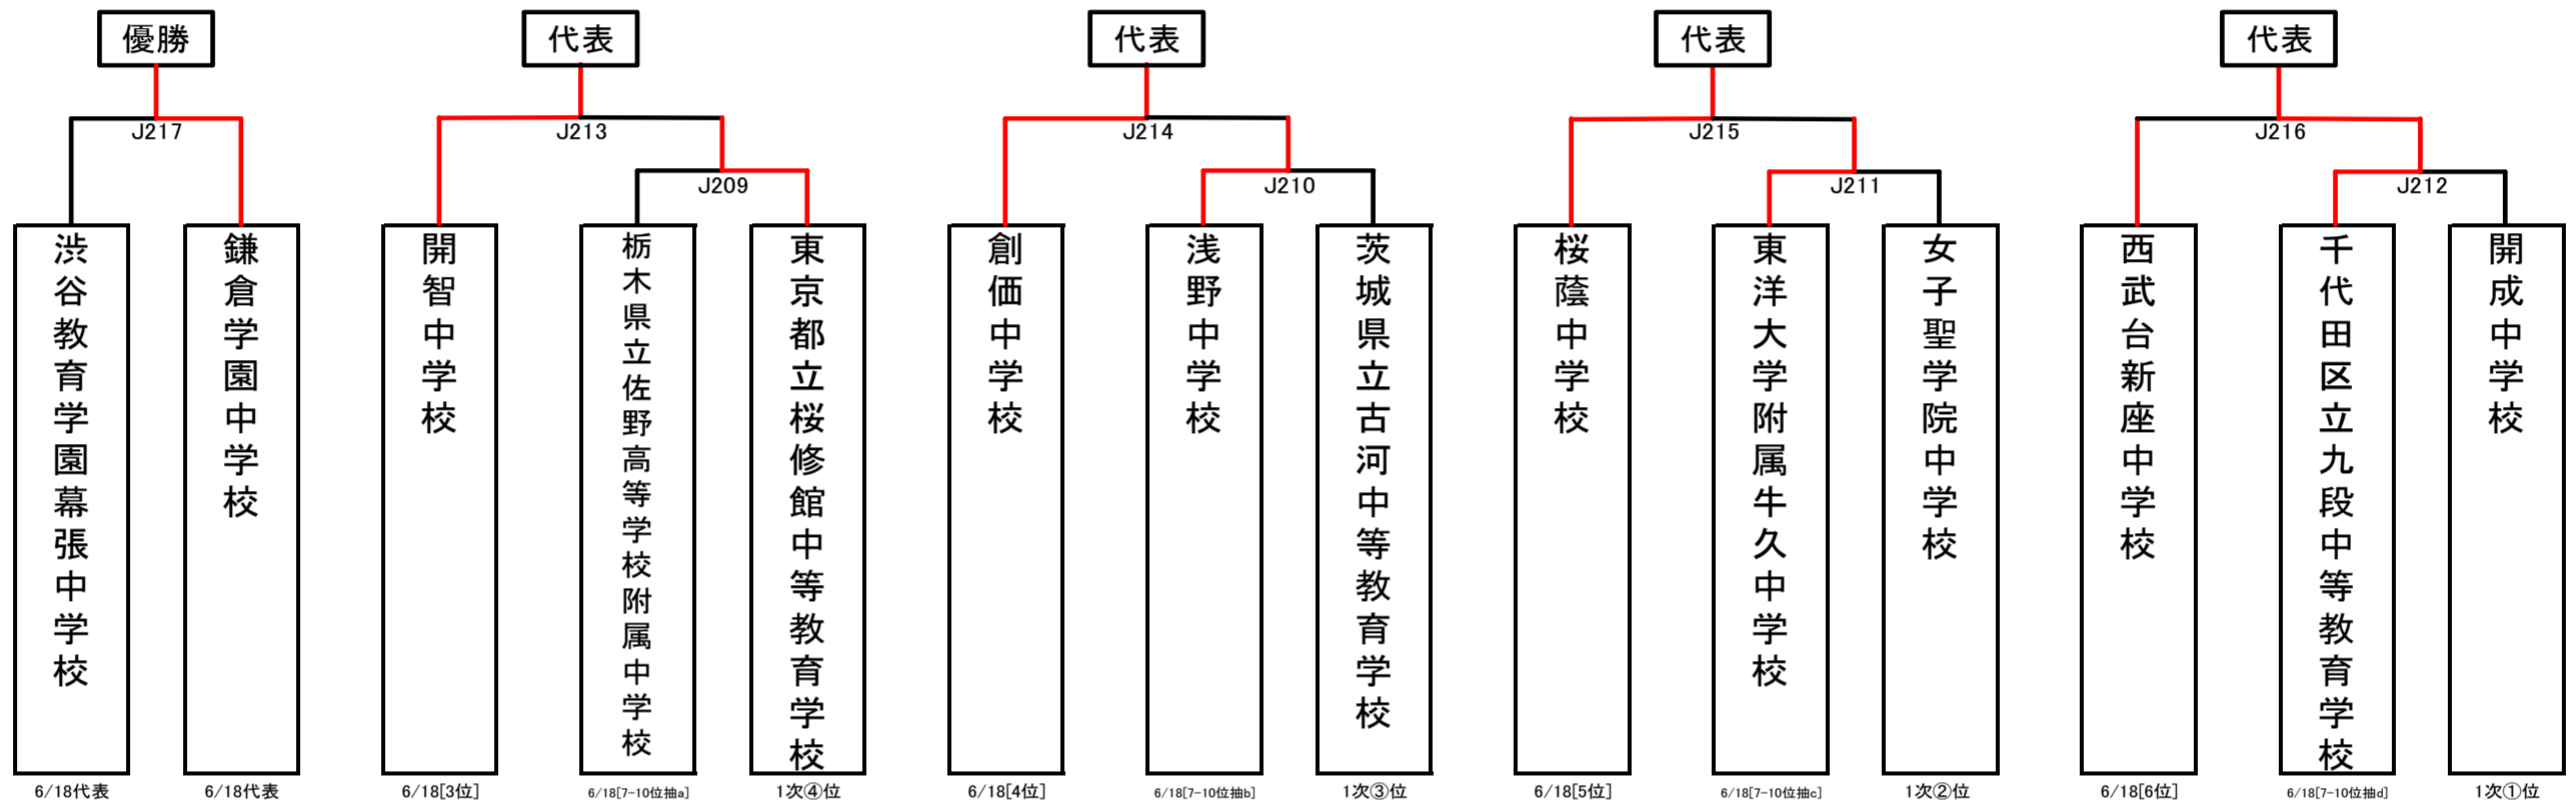 優勝
代表
代表
代表
代表
J217
J213
J214
J215
J216
J209
J210
J211
J212
渋谷教育学園幕張中学校
鎌倉学園中学校
開智中学校
栃木県立佐野高等学校附属中学校
東京都立桜修館中等教育学校
創価中学校
浅野中学校
茨城県立古河中等教育学校
桜蔭中学校
東洋大学附属牛久中学校
女子聖学院中学校
西武台新座中学校
千代田区立九段中等教育学校
開成中学校
6/18代表
6/18代表
6/18[3位]
6/18[7-10位抽a]
1次④位
6/18[4位]
6/18[7-10位抽b]
1次③位
6/18[5位]
6/18[7-10位抽c]
1次②位
6/18[6位]
6/18[7-10位抽d]
1次①位